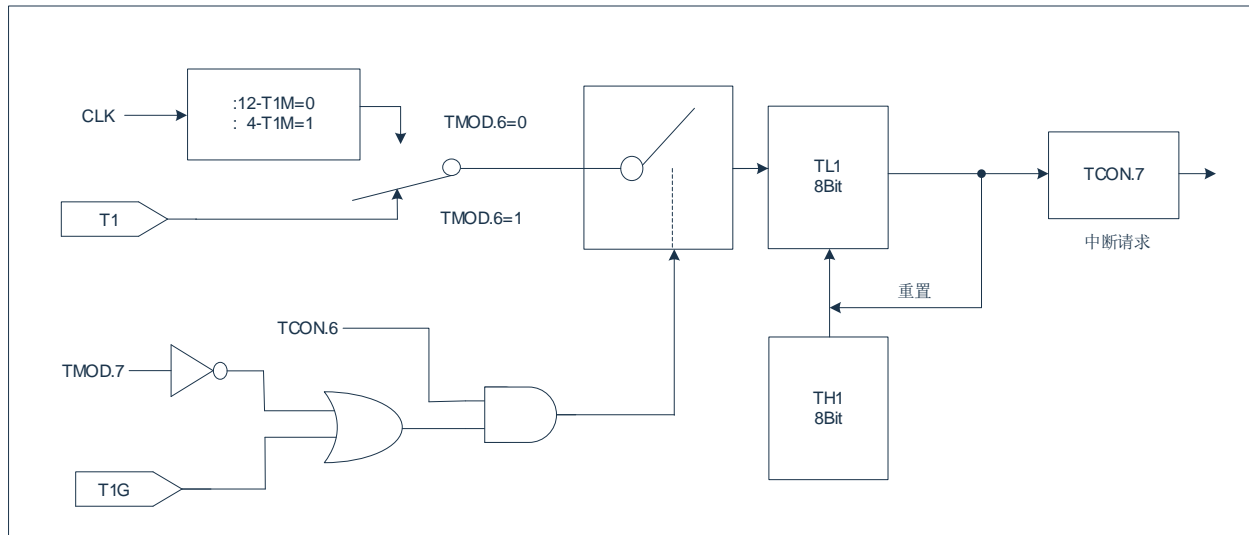 :12-T1M=0
: 4-T1M=1
CLK
TMOD.6=0
T1
TMOD.6=1
TL1
8Bit
TCON.7
中断请求
重置
TCON.6
TMOD.7
TH1
8Bit
T1G